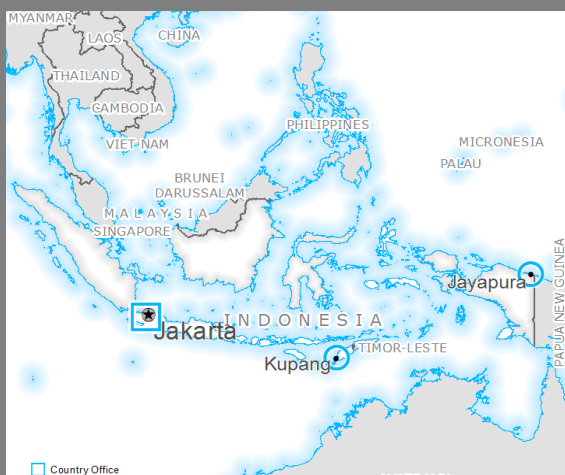 MYANMAR
LAOS
CHINA
THAILAND
CAMBODIA
VIET NAM
PHILIPPINES
MICRONESIA
PALAU
BRUNEI
DARUSSALAM
MALAYSIA
SINGAPORE
PAPUA NEW GUINEA
Jayapura
INDONESIA
Jakarta
TIMOR-LESTE
Kupang
Country Office